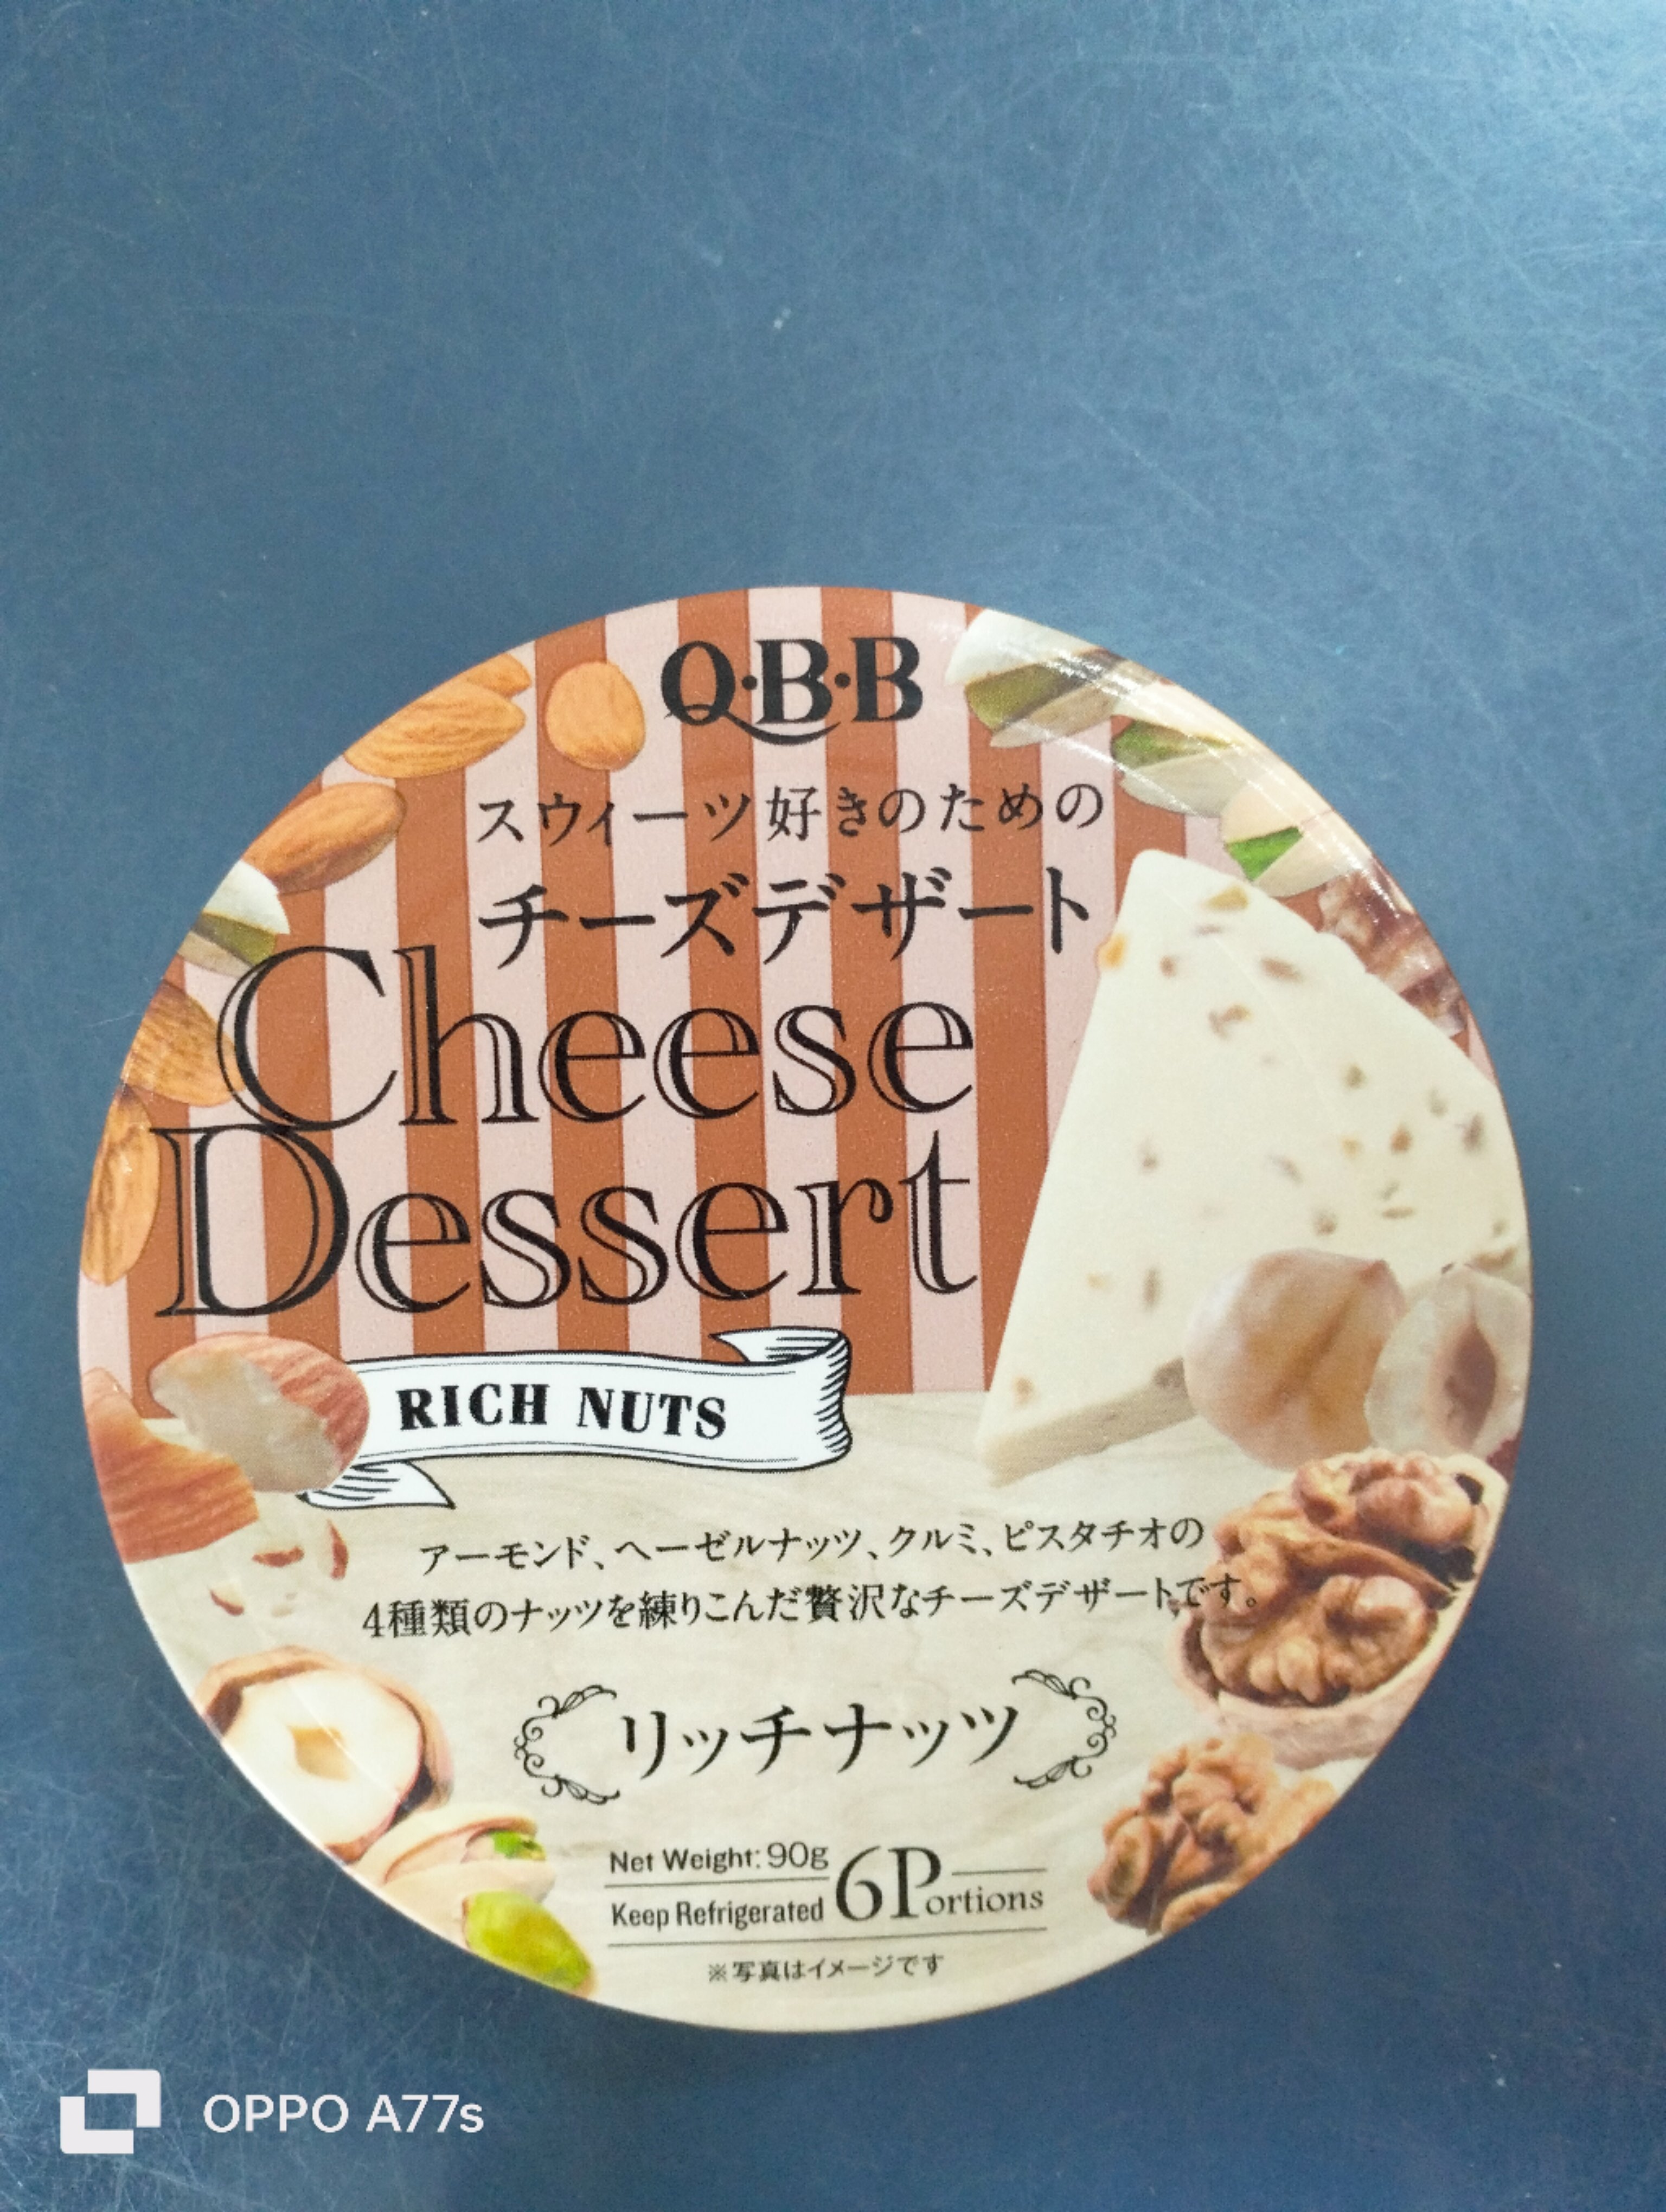 Q·B·B
スウィーツ好きのための
チーズデザート
Cheese
Dessert
RICH NUTS
アーモンド、ヘーゼルナッツ、クルミ、ピスタチオの
4種類のナッツを練りこんだ贅沢なチーズデザートです。
リッチナッツ
Net Weight: 90g
Keep Refrigerated
6Portions
※写真はイメージです
OPPO A77s